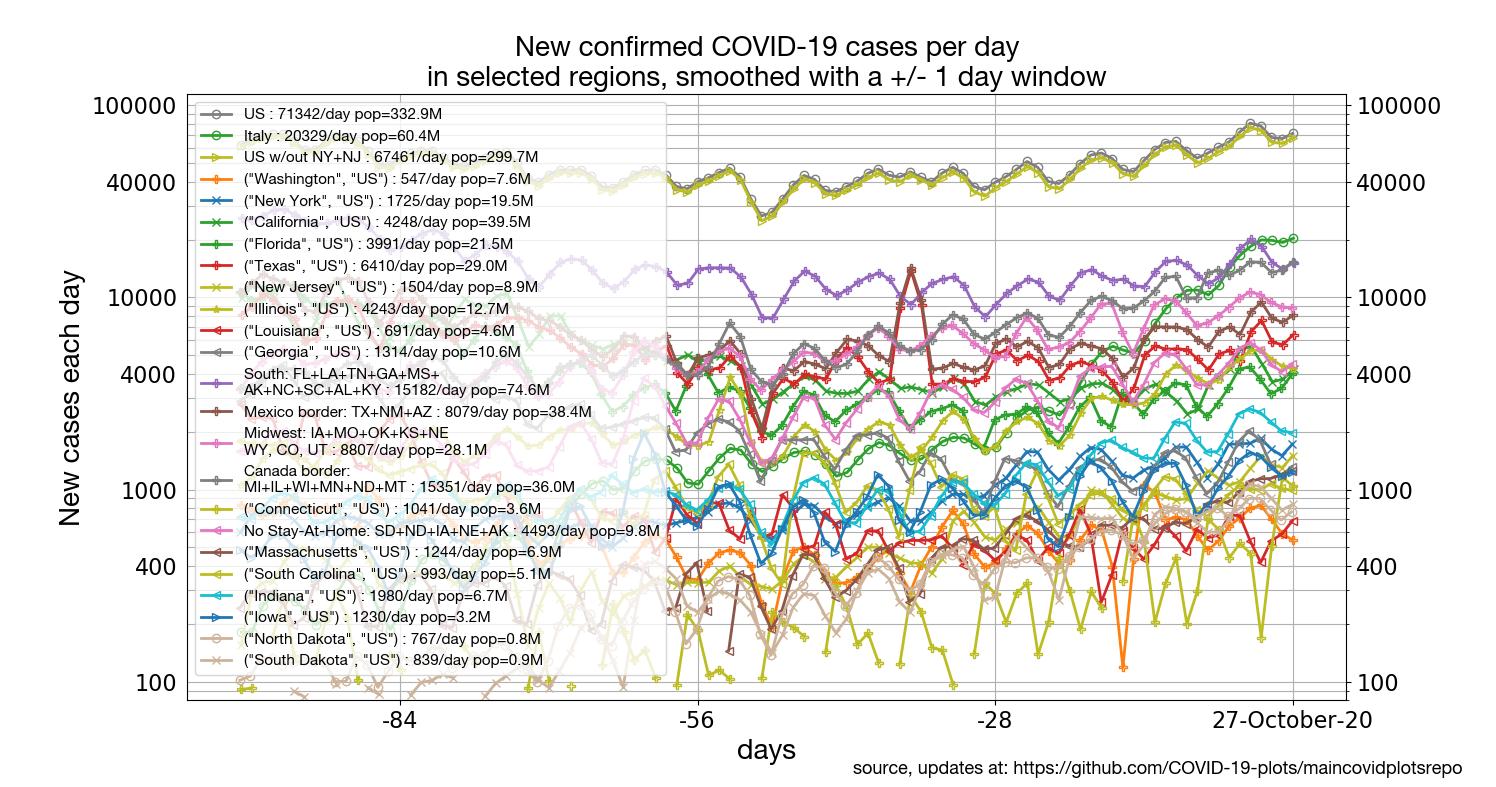 New confirmed COVID-19 cases per day
in selected regions, smoothed with a +/- 1 day window
100000
40000
10000
4000
1000
400
100
New cases each day
US : 71342/day pop=332.9M
Italy : 20329/day pop=60.4M
US w/out NY+NJ : 67461/day pop=299.7M
("Washington", "US") : 547/day pop=7.6M
("New York", "US") : 1725/day pop=19.5M
("California", "US") : 4248/day pop=39.5M
("Florida", "US") : 3991/day pop=21.5M
("Texas", "US") : 6410/day pop=29.0M
("New Jersey", "US") : 1504/day pop=8.9M
("Illinois", "US") : 4243/day pop=12.7M
("Louisiana", "US") : 691/day pop=4.6M
("Georgia", "US") : 1314/day pop=10.6M
South: FL+LA+TN+GA+MS+
AK+NC+SC+AL+KY : 15182/day pop=74.6M
Mexico border: TX+NM+AZ : 8079/day pop=38.4M
Midwest: IA+MO+OK+KS+NE
WY, CO, UT : 8807/day pop=28.1M
Canada border:
MI+IL+WI+MN+ND+MT : 15351/day pop=36.0M
("Connecticut", "US") : 1041/day pop=3.6M
No Stay-At-Home: SD+ND+IA+NE+AK : 4493/day pop=9.8M
("Massachusetts", "US") : 1244/day pop=6.9M
("South Carolina", "US") : 993/day pop=5.1M
("Indiana", "US") : 1980/day pop=6.7M
("Iowa", "US") : 1230/day pop=3.2M
("North Dakota", "US") : 767/day pop=0.8M
("South Dakota", "US") : 839/day pop=0.9M
100000
40000
10000
4000
1000
400
100
-84
-56
-28
27-October-20
days
source, updates at: https://github.com/COVID-19-plots/maincovidplotsrepo